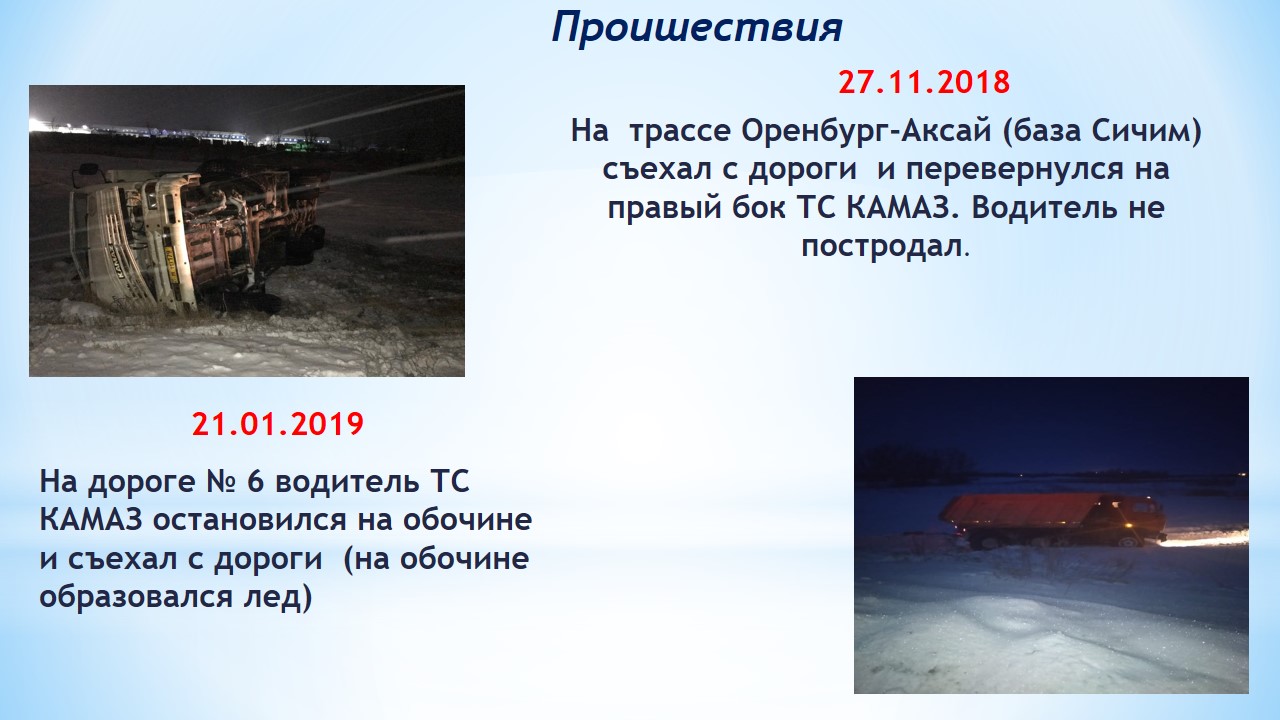 Происшествия
27.11.2018
На  трассе Оренбург-Аксай (база Сичим)
съехал с дороги  и перевернулся на
правый бок ТС КАМАЗ. Водитель не
постродал.
21.01.2019
На дороге № 6 водитель ТС
КАМАЗ остановился на обочине
и съехал с дороги  (на обочине
образовался лед)